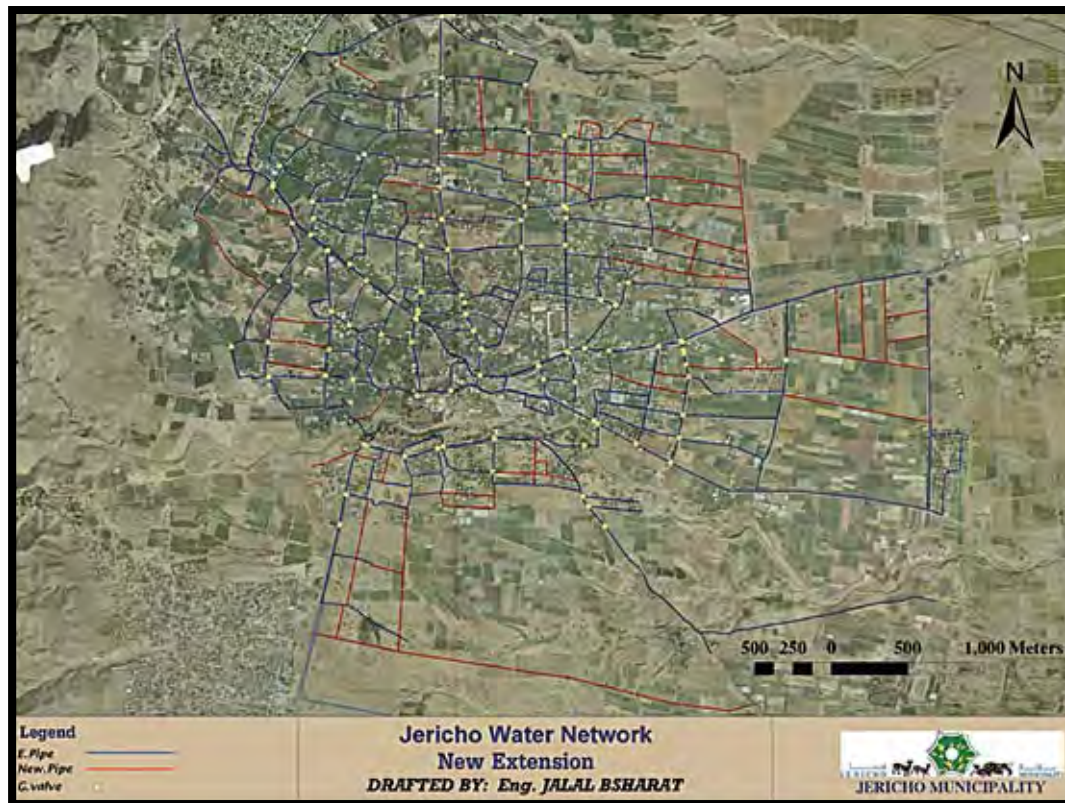 N
500 250 0 500 1,000 Meters
Legend
E.Pipe
New.Pipe
G.valve
Jericho Water Network
New Extension
DRAFTED BY: Eng. JALAL BSHARAT
JERICHO MUNICIPALITY